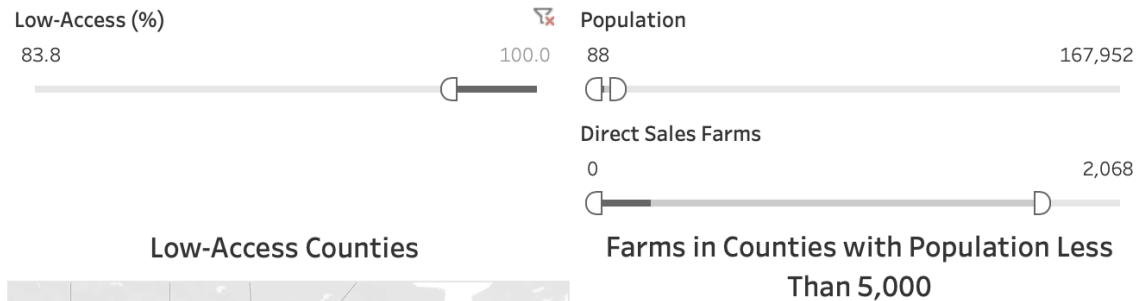 Low-Access (%)
83.8 100.0
Population
88 167,952
Direct Sales Farms
0 2,068
Low-Access Counties
Farms in Counties with Population Less
Than 5,000